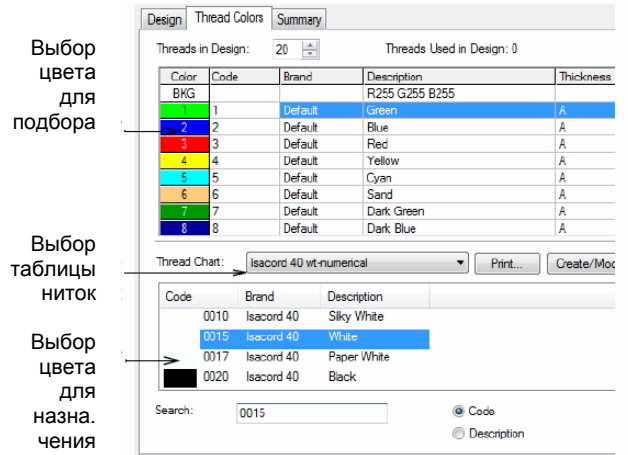 Design Thread Colors Summary
Выбор
цвета
для
подбора
Threads in Design: 20 Threads Used in Design: 0
Color Code Brand Description Thickness
BKG R255 G255 B255
1 1 Default Green A
2 2 Default Blue A
3 3 Default Red A
4 4 Default Yellow A
5 5 Default Cyan A
6 6 Default Sand A
7 7 Default Dark Green A
8 8 Default Dark Blue A
Выбор
таблицы
ниток
Thread Chart: Isacord 40 wt-numerical Print... Create/Moc
Code Brand Description
0010 Isacord 40 Silky White
0015 Isacord 40 White
0017 Isacord 40 Paper White
0020 Isacord 40 Black
Выбор
цвета
для
назна.
чения
Search: 0015 Code
Description